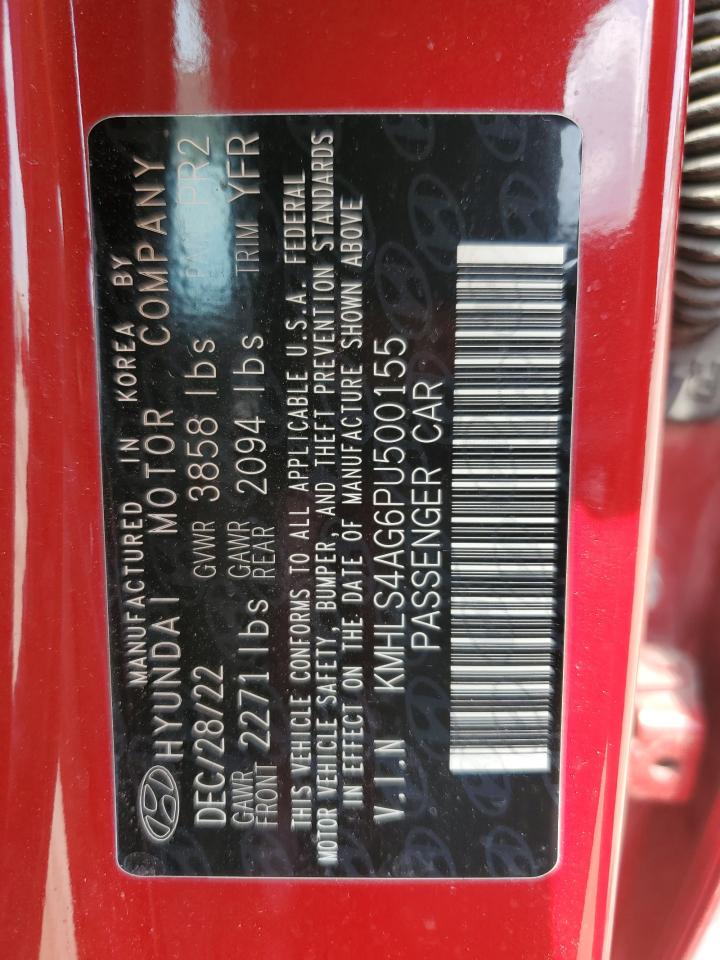 MANUFACTURED IN KOREA BY
HYUNDAI MOTOR COMPANY
DEC/28/22 GVWR 3858 lbs PAINT PR2
GAWR FRONT 2271 lbs GAWR REAR 2094 lbs TRIM YFR
THIS VEHICLE CONFORMS TO ALL APPLICABLE U.S.A. FEDERAL
MOTOR VEHICLE SAFETY, BUMPER, AND THEFT PREVENTION STANDARDS
IN EFFECT ON THE DATE OF MANUFACTURE SHOWN ABOVE
V.I.N KMHLS4AG6PU500155
PASSENGER CAR